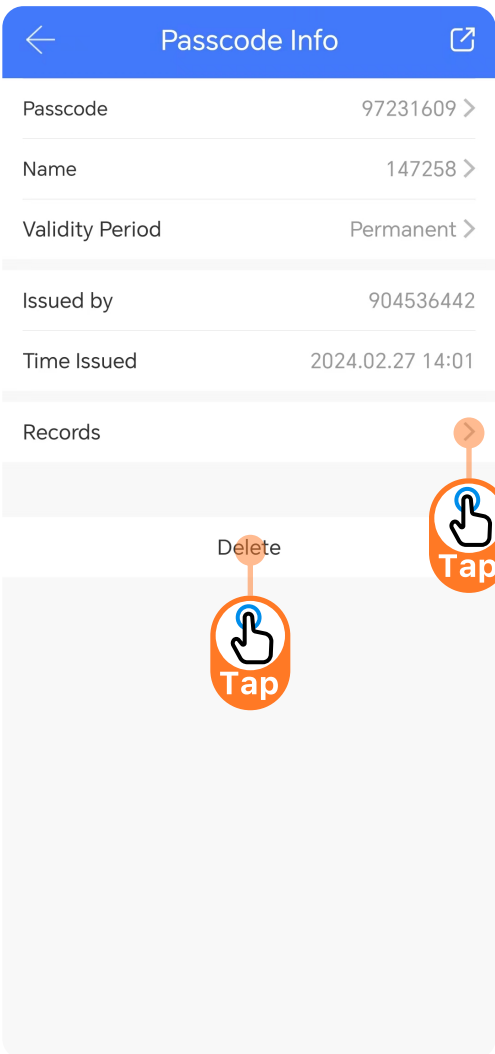 Passcode Info
Passcode 97231609
Name 147258
Validity Period Permanent
Issued by 904536442
Time Issued 2024.02.27 14:01
Records
Delete
Tap
Tap